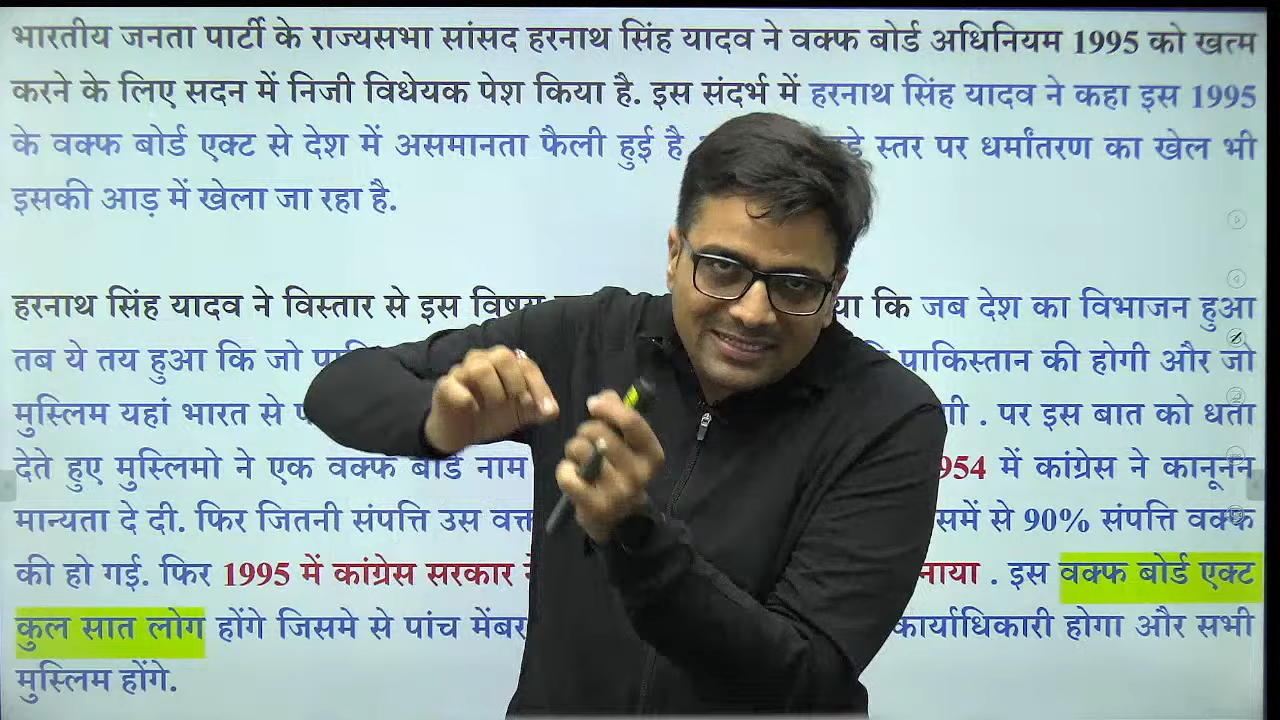 भारतीय जनता पार्टी के राज्यसभा सांसद हरनाथ सिंह यादव ने वक्फ बोर्ड अधिनियम 1995 को खत्म
करने के लिए सदन में निजी विधेयक पेश किया है. इस संदर्भ में हरनाथ सिंह यादव ने कहा इस 1995
के वक्फ बोर्ड एक्ट से देश में असमानता फैली हुई है स्तर पर धर्मांतरण का खेल भी
इसकी आड़ में खेला जा रहा है.
हरनाथ सिंह यादव ने विस्तार से इस विषय कि जब देश का विभाजन हुआ
तब ये तय हुआ कि जो पाकिस्तान की होगी और जो
मुस्लिम यहां भारत से . पर इस बात को धता
देते हुए मुस्लिमो ने एक वक्फ बोर्ड नाम 1954 में कांग्रेस ने कानूनन
मान्यता दे दी. फिर जितनी संपत्ति उस से 90% संपत्ति वक्फ
की हो गई. फिर 1995 में कांग्रेस सरकार . इस वक्फ बोर्ड एक्ट
कुल सात लोग होंगे जिसमे से पांच मेंबर कार्याधिकारी होगा और सभी
मुस्लिम होंगे.